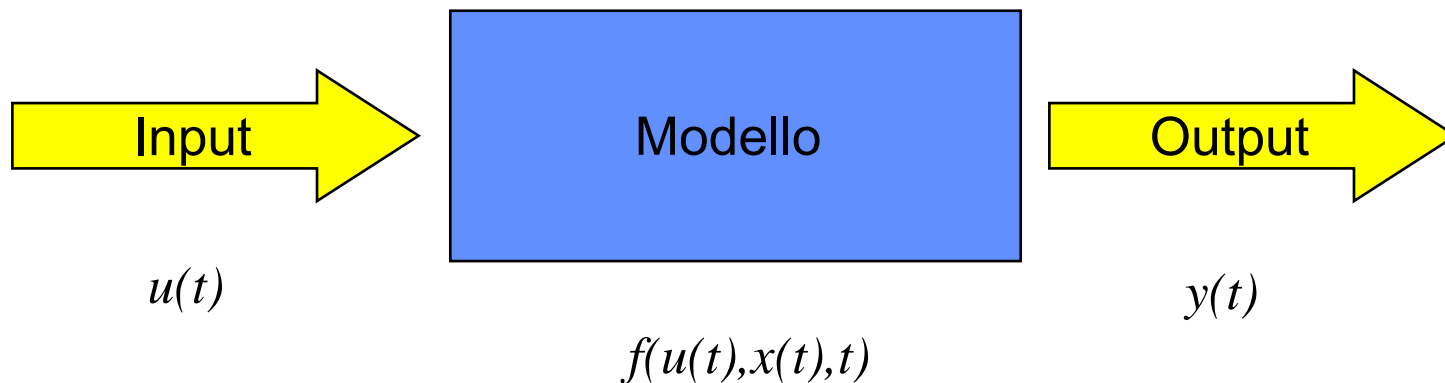 Input
Modello
Output
u(t)
y(t)
f(u(t),x(t),t)